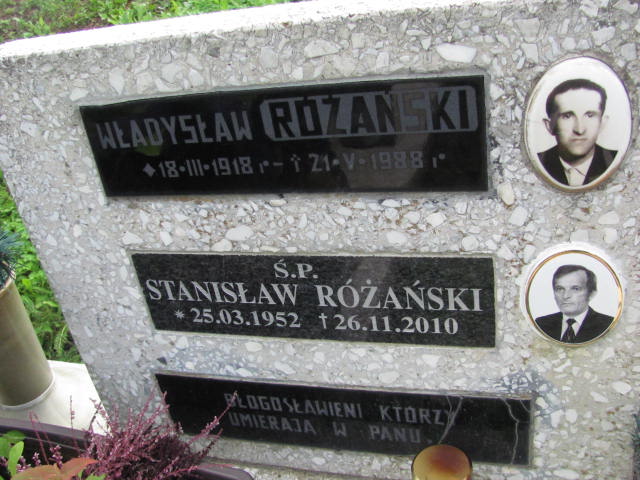 WŁADYSŁAW RÓŻAŃSKI
18·III·1918 r - † 21·V·1988 r
Ś.P.
STANISŁAW RÓŻAŃSKI
* 25.03.1952 † 26.11.2010
BŁOGOSŁAWIENI KTÓRZY
UMIERAJĄ W PANU.